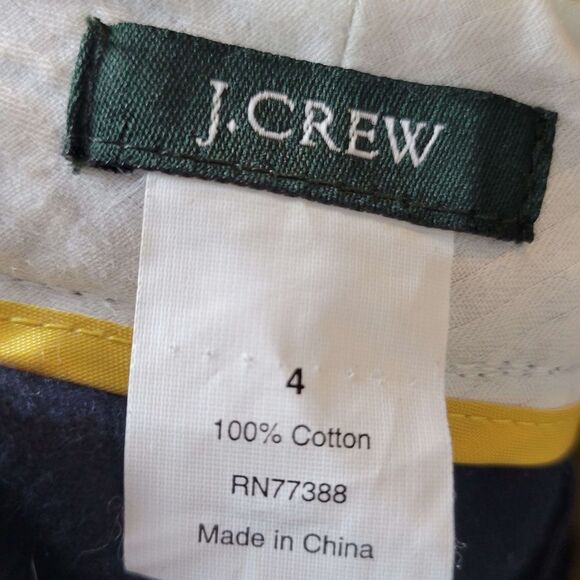 J.CREW
4
100% Cotton
RN77388
Made in China